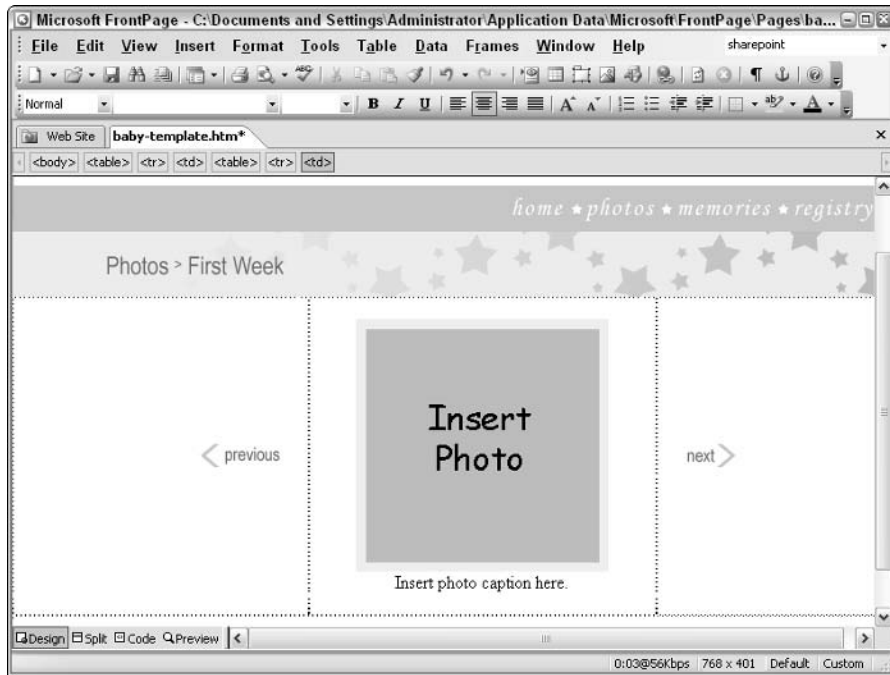 Microsoft FrontPage - C:\Documents and Settings\Administrator\Application Data\Microsoft\FrontPage\Pages\ba...
File Edit View Insert Format Tools Table Data Frames Window Help sharepoint
Normal B I U A A ab A
Web Site baby-template.htm*
<body> <table> <tr> <td> <table> <tr> <td>
home ★ photos ★ memories ★ registry
Photos > First Week
Insert
Photo
previous
next
Insert photo caption here.
Design Split Code Preview
0:03@56Kbps 768 x 401 Default Custom